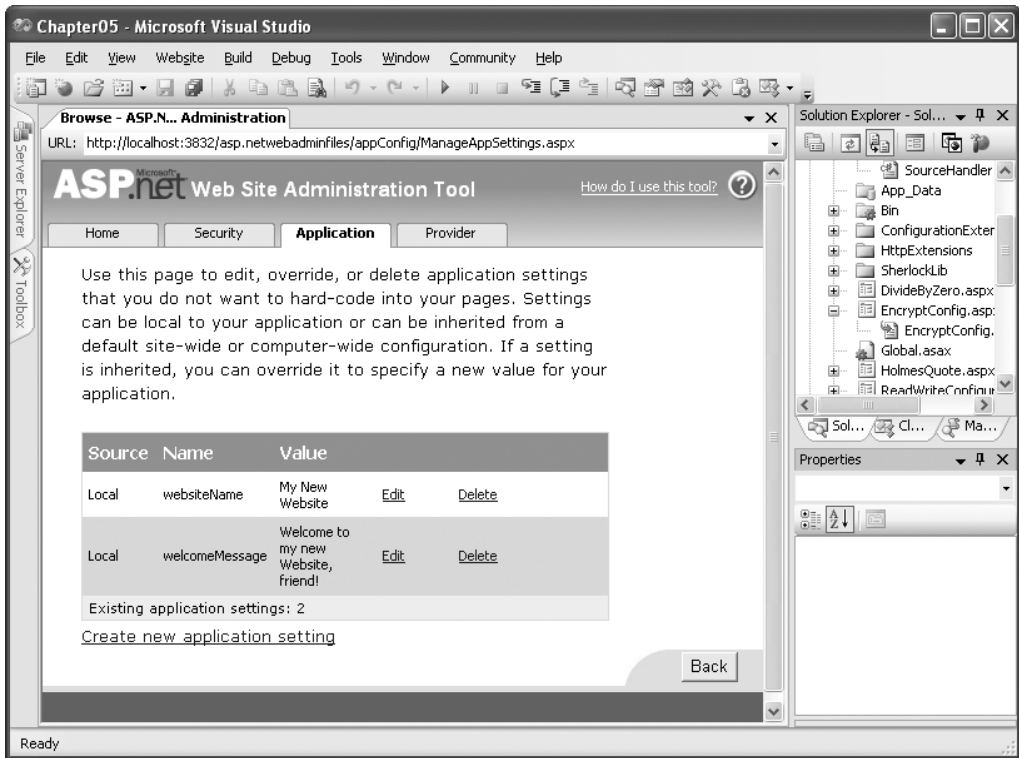 Chapter05 - Microsoft Visual Studio
File Edit View Website Build Debug Tools Window Community Help
Server Explorer
Toolbox
Browse - ASP.N... Administration
URL: http://localhost:3832/asp.netwebadminfiles/appConfig/ManageAppSettings.aspx
Microsoft
ASP.net Web Site Administration Tool
How do I use this tool? ?
Home Security Application Provider
Use this page to edit, override, or delete application settings
that you do not want to hard-code into your pages. Settings
can be local to your application or can be inherited from a
default site-wide or computer-wide configuration. If a setting
is inherited, you can override it to specify a new value for your
application.
Source Name Value
Local websiteName My New
Website Edit Delete
Local welcomeMessage Welcome to
my new
Website,
friend! Edit Delete
Existing application settings: 2
Create new application setting
Back
Solution Explorer - Sol...
SourceHandler
App_Data
Bin
ConfigurationExter
HttpExtensions
SherlockLib
DivideByZero.aspx
EncryptConfig.asp:
EncryptConfig.
Global.asax
HolmesQuote.aspx
ReadWriteConfigur
Sol... Cl... Ma...
Properties
Ready